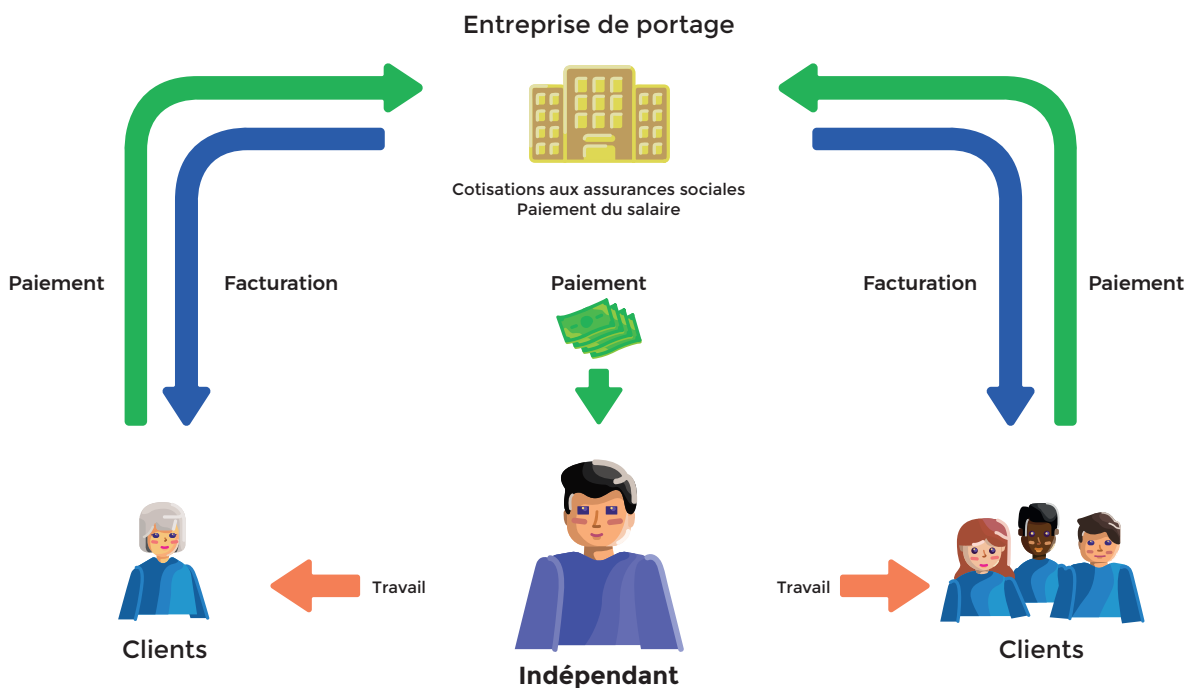 Entreprise de portage
Cotisations aux assurances sociales
Paiement du salaire
Paiement
Facturation
Paiement
Facturation
Paiement
Travail
Travail
Clients
Indépendant
Clients